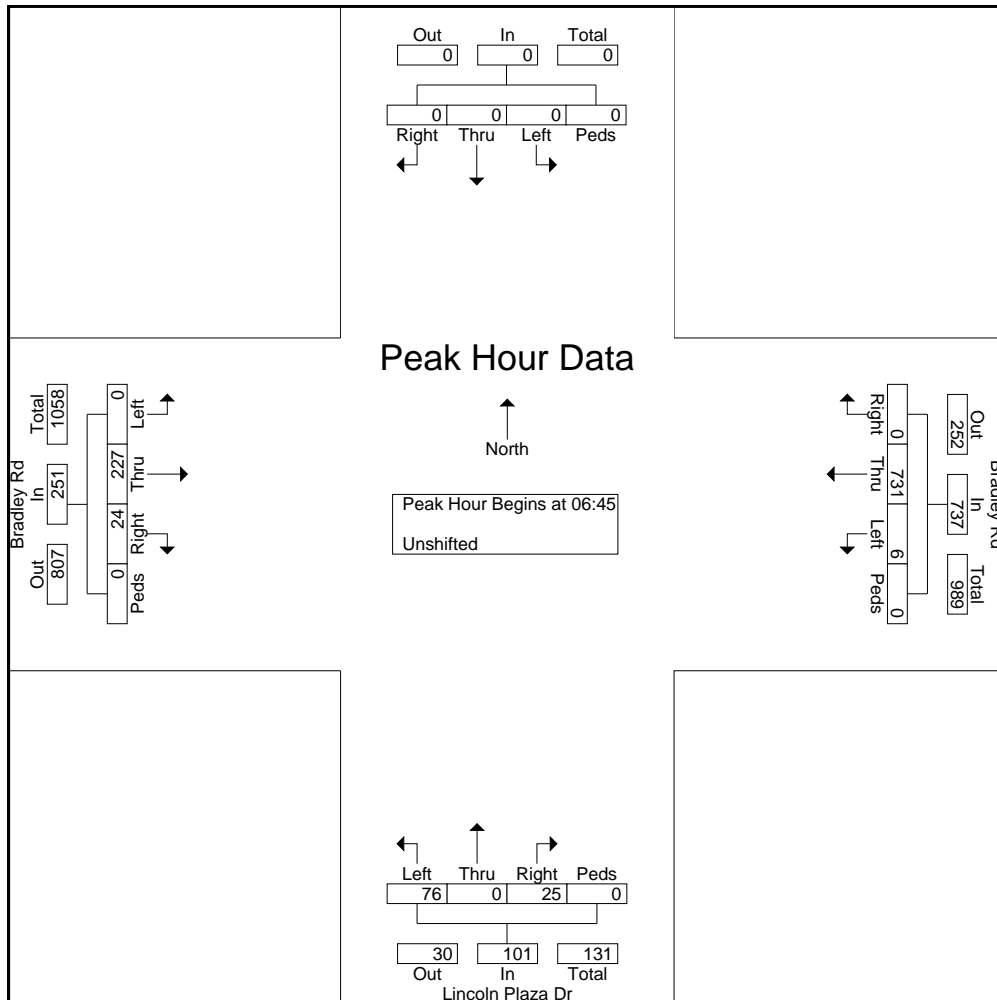 Out In Total
0 0 0
0 0 0 0
Right Thru Left Peds
Peak Hour Data
North
Peak Hour Begins at 06:45
Unshifted
Bradley Rd
Total In Out
1058 251 807
0 227 24 0
Left Thru Right Peds
Right Thru Left Peds
0 731 6 0
252 737 989
Out In Total
Bradley Rd
Left Thru Right Peds
76 0 25 0
30 101 131
Out In Total
Lincoln Plaza Dr